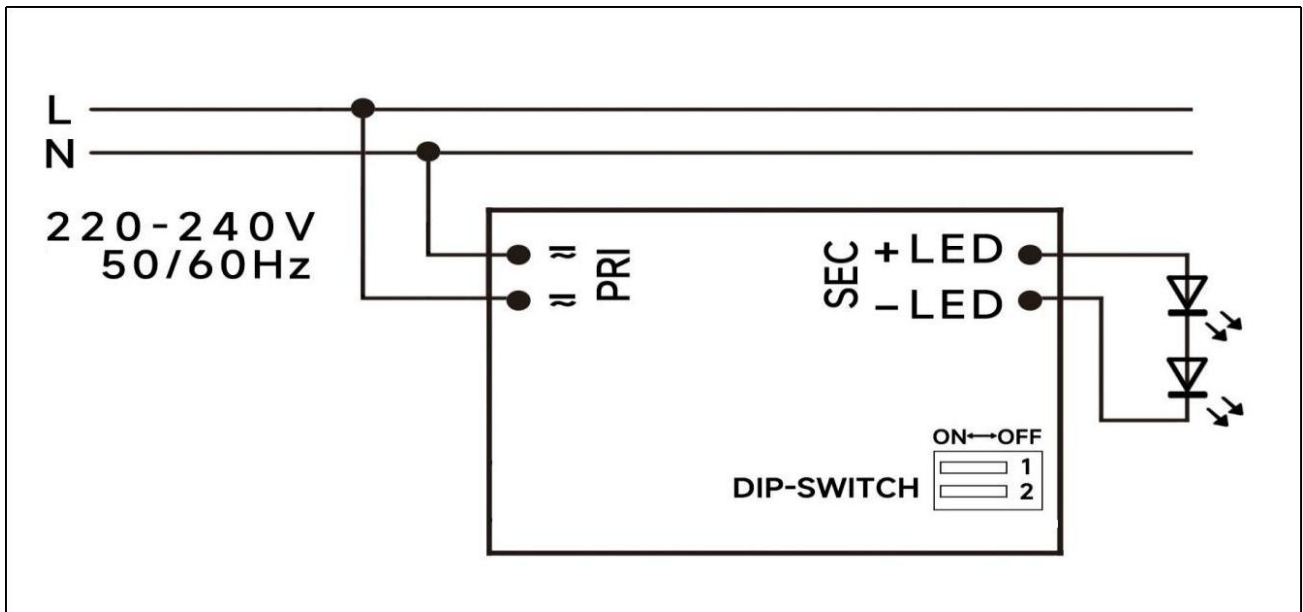 L
N
220-240V
50/60Hz
≂ PRI
≂
SEC +LED
-LED
ON↔OFF
1
DIP-SWITCH 2